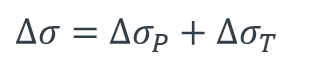 Δσ = Δσ_P + Δσ_T